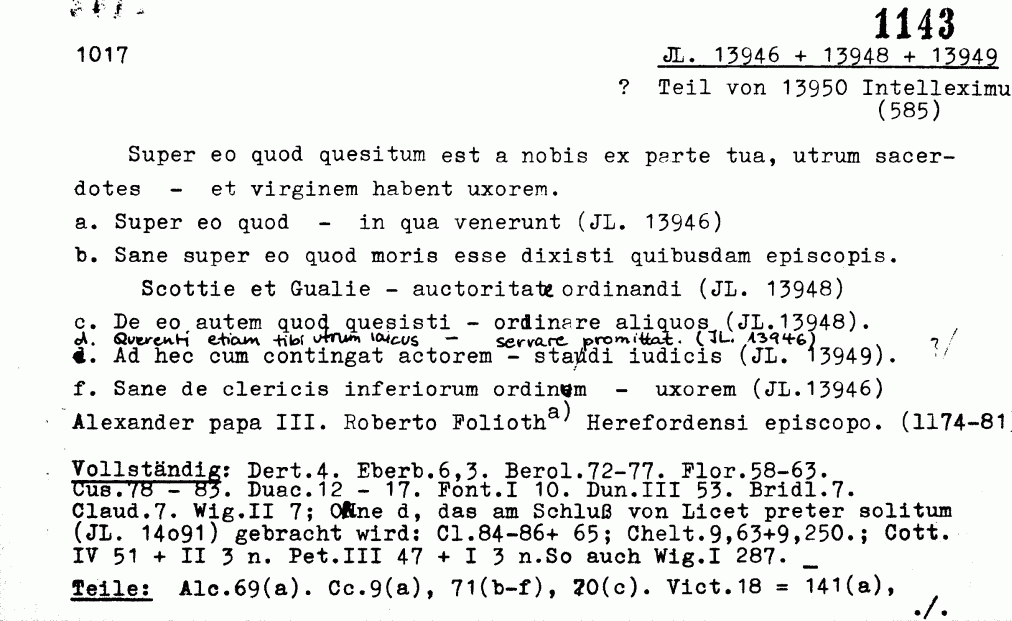 1143
1017 JL. 13946 + 13948 + 13949
? Teil von 13950 Intelleximu
(585)
Super eo quod quesitum est a nobis ex parte tua, utrum sacer-
dotes - et virginem habent uxorem.
a. Super eo quod - in qua venerunt (JL. 13946)
b. Sane super eo quod moris esse dixisti quibusdam episcopis.
Scottie et Gualie - auctoritate ordinandi (JL. 13948)
c. De eo autem quod quesisti - ordinare aliquos (JL.13948).
d. Querenti etiam tibi utrum laicus - servare promittat. (JL. 13946)
Ad hec cum contingat actorem - standi iudicis (JL. 13949). ?/
f. Sane de clericis inferiorum ordinum - uxorem (JL.13946)
Alexander papa III. Roberto Folioth a) Herefordensi episcopo. (1174-81)
Vollständig: Dert.4. Eberb.6,3. Berol.72-77. Flor.58-63.
Cus.78 - 83. Duac.12 - 17. Font.I 10. Dun.III 53. Bridl.7.
Claud.7. Wig.II 7; Ohne d, das am Schluß von Licet preter solitum
(JL. 14o91) gebracht wird: Cl.84-86+ 65; Chelt.9,63+9,250.; Cott.
IV 51 + II 3 n. Pet.III 47 + I 3 n.So auch Wig.I 287. _
Teile: Alc.69(a). Cc.9(a), 71(b-f), 20(c). Vict.18 = 141(a),
./.